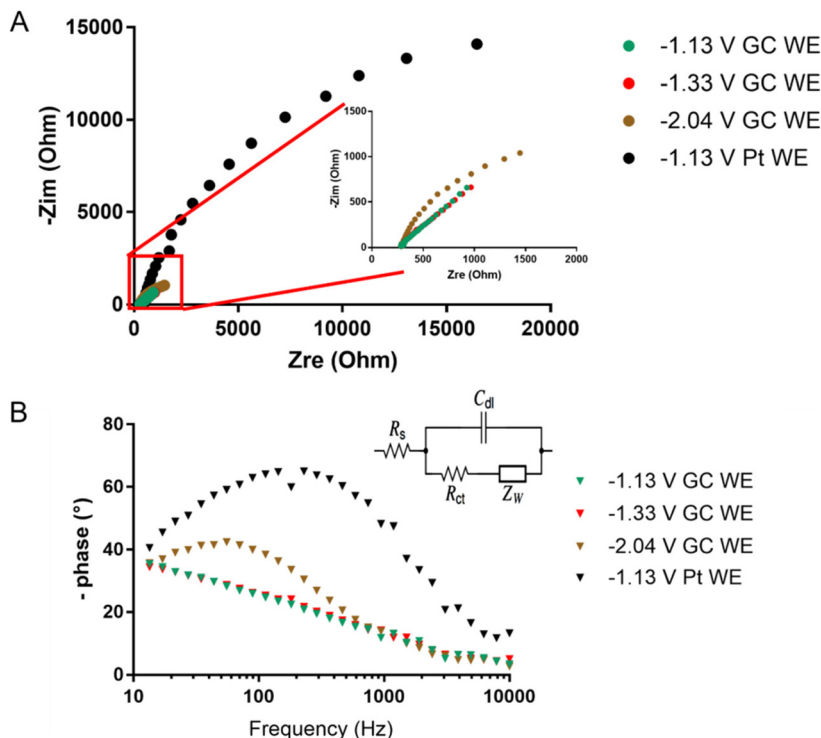 A
-Zim (Ohm)
15000
10000
5000
0
0 5000 10000 15000 20000
Zre (Ohm)
-Zim (Ohm)
1500
1000
500
0
0 500 1000 1500 2000
Zre (Ohm)
-1.13 V GC WE
-1.33 V GC WE
-2.04 V GC WE
-1.13 V Pt WE
B
- phase (°)
80
60
40
20
0
10 100 1000 10000
Frequency (Hz)
Rs
Cdl
Rct
ZW
-1.13 V GC WE
-1.33 V GC WE
-2.04 V GC WE
-1.13 V Pt WE